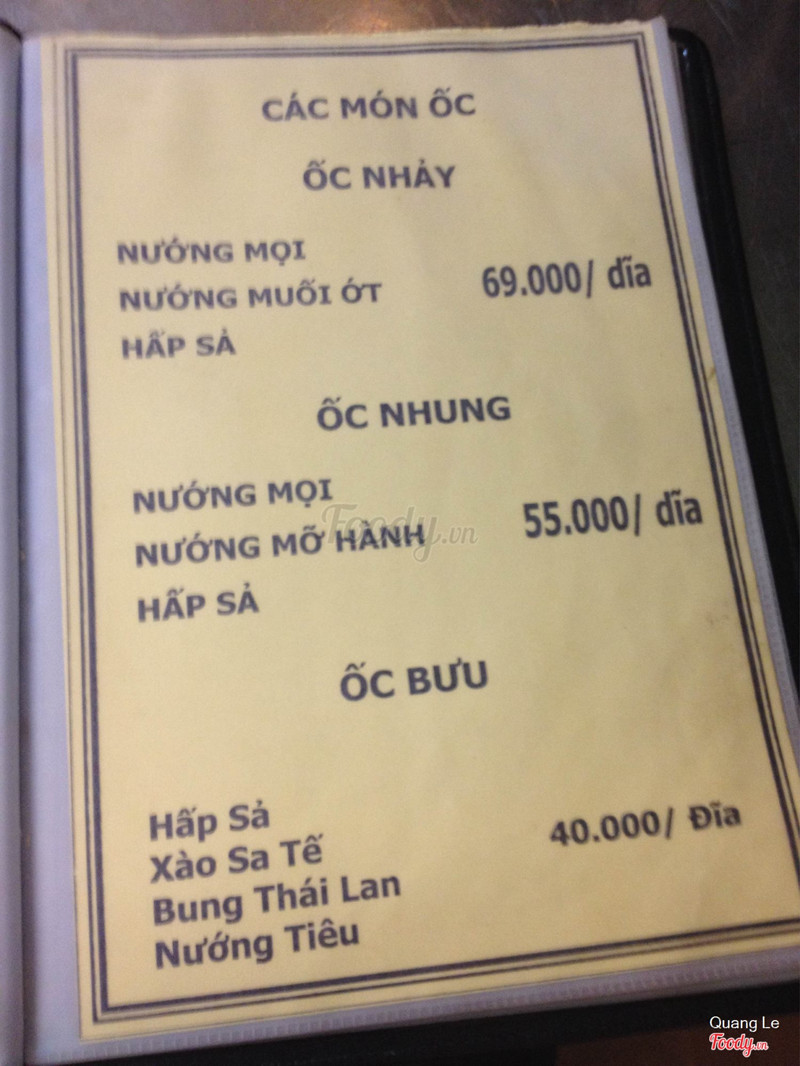 CÁC MÓN ỐC
ỐC NHẢY
NƯỚNG MỌI
NƯỚNG MUỐI ỚT
69.000/ dĩa
HẤP SẢ
ỐC NHUNG
NƯỚNG MỌI
NƯỚNG MỠ HÀNH
55.000/ dĩa
HẤP SẢ
Foody.vn
ỐC BƯU
Hấp Sả
Xào Sa Tế
40.000/ Đĩa
Bung Thái Lan
Nướng Tiêu
Quang Le
Foody.vn